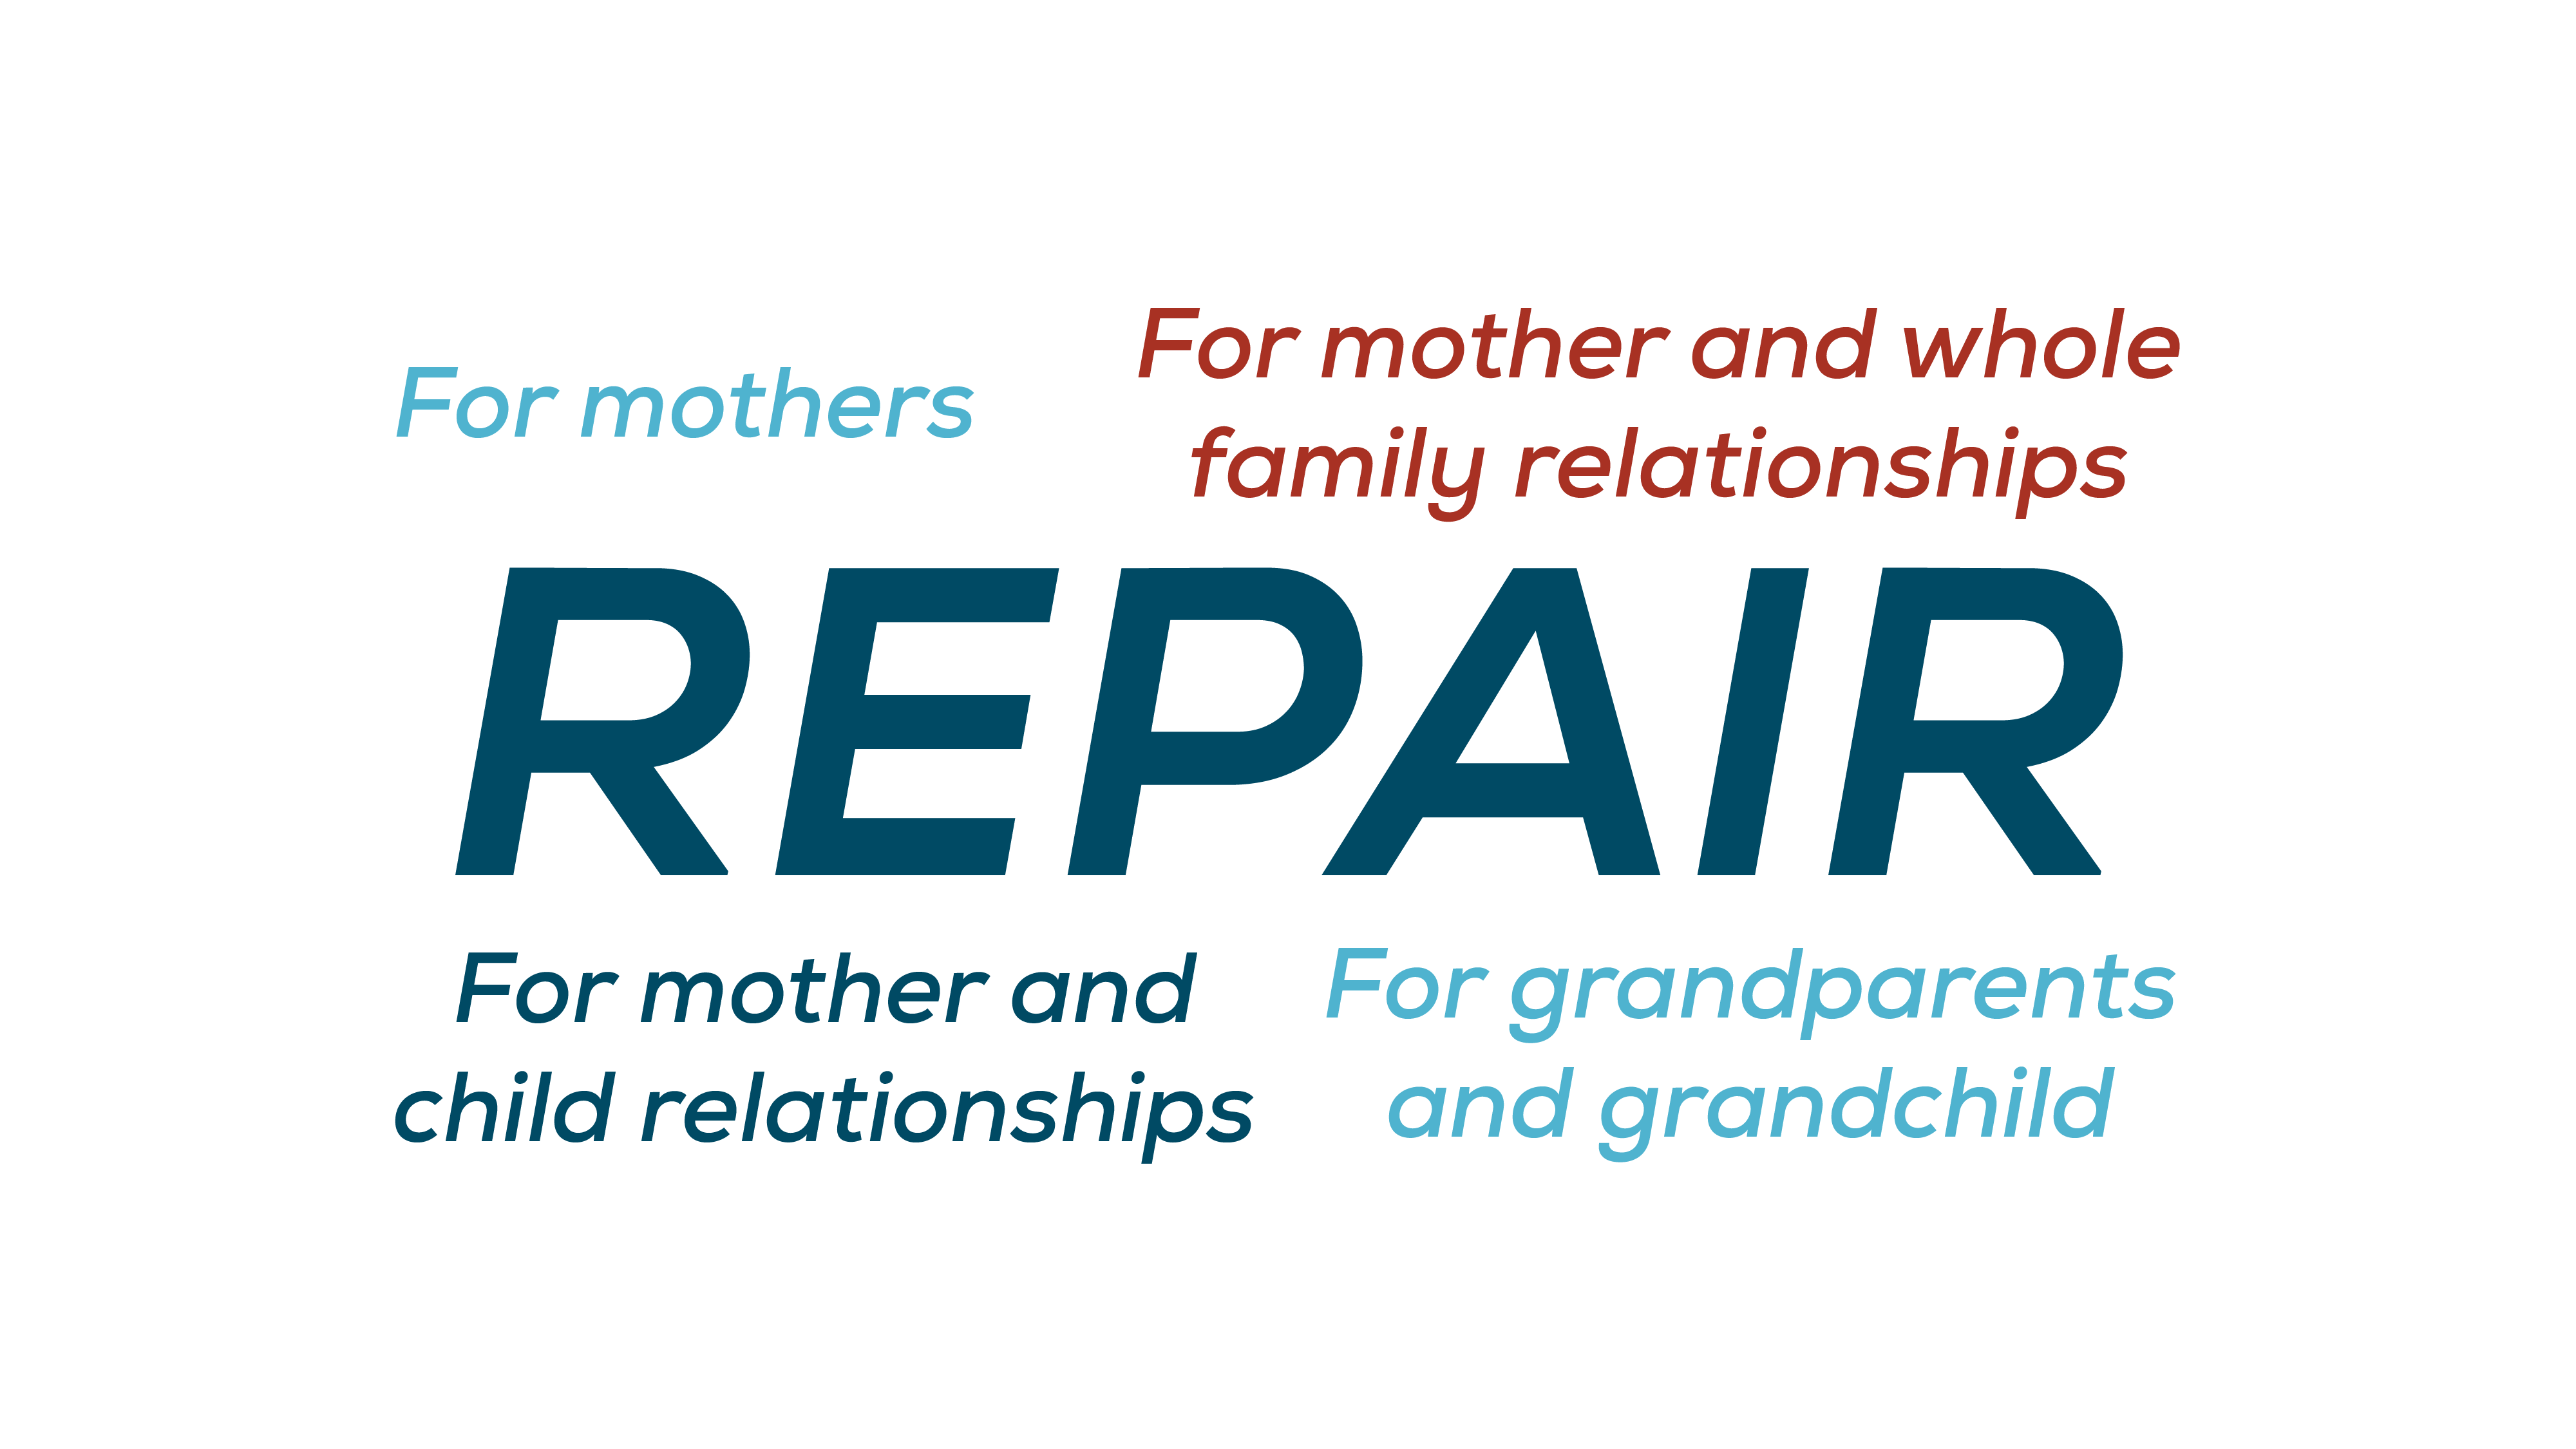 For mothers
For mother and whole
family relationships
REPAIR
For mother and
child relationships
For grandparents
and grandchild